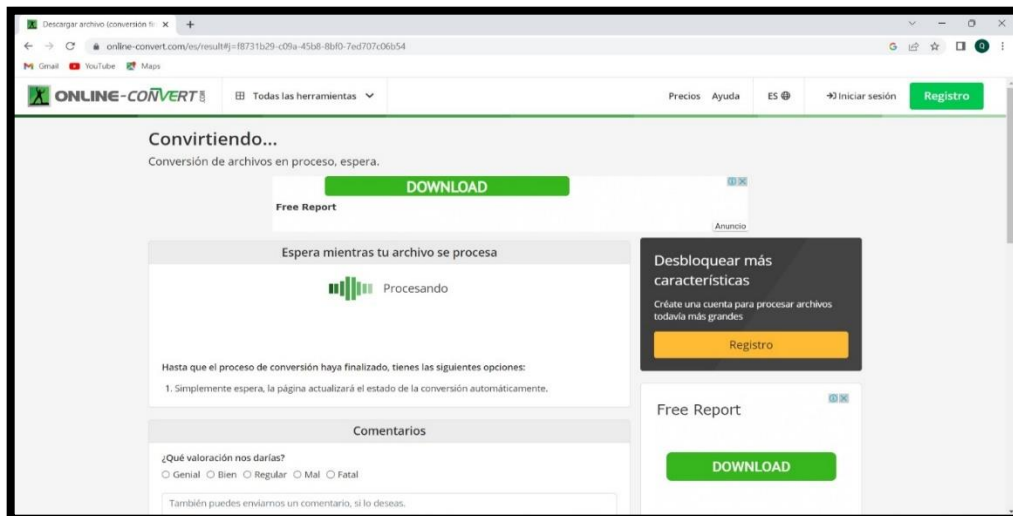 Descargar archivo (conversión fi
online-convert.com/es/result#j=f8731b29-c09a-45b8-8bf0-7ed707c06b54
Gmail YouTube Maps
ONLINE-CONVERT Todas las herramientas Precios Ayuda ES Iniciar sesión Registro
Convirtiendo...
Conversión de archivos en proceso, espera.
DOWNLOAD
Free Report
Anuncio
Espera mientras tu archivo se procesa
Procesando
Hasta que el proceso de conversión haya finalizado, tienes las siguientes opciones:
1. Simplemente espera, la página actualizará el estado de la conversión automáticamente.
Desbloquear más
características
Créate una cuenta para procesar archivos
todavía más grandes
Registro
Comentarios
¿Qué valoración nos darías?
Genial Bien Regular Mal Fatal
También puedes enviarnos un comentario, si lo deseas.
Free Report
DOWNLOAD